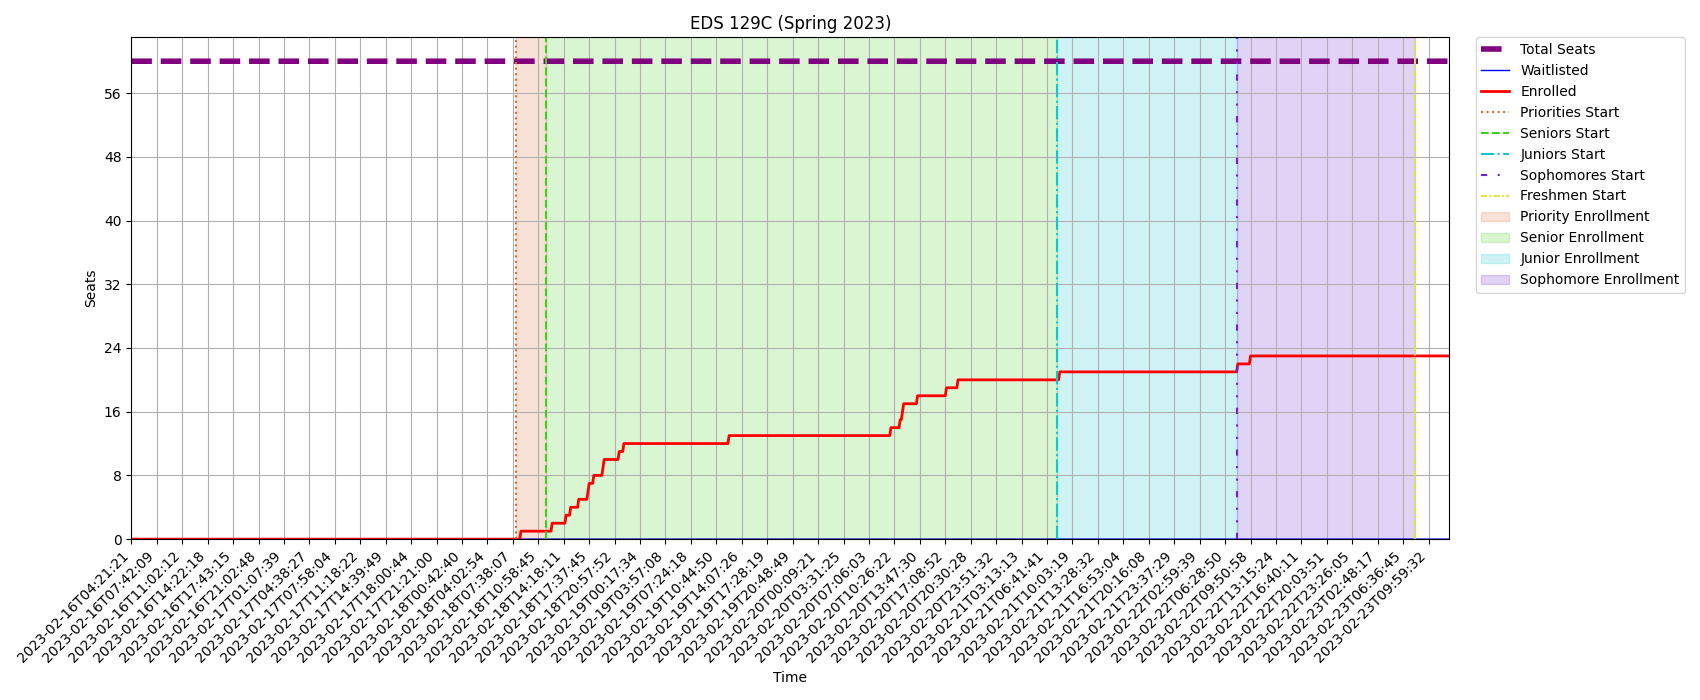 EDS 129C (Spring 2023)
Total Seats
Waitlisted
Enrolled
Priorities Start
Seniors Start
Juniors Start
Sophomores Start
Freshmen Start
Priority Enrollment
Senior Enrollment
Junior Enrollment
Sophomore Enrollment
Seats
56
48
40
32
24
16
8
0
2023-02-16T04:21:21
2023-02-16T07:42:09
2023-02-16T11:02:12
2023-02-16T14:22:18
2023-02-16T17:43:15
2023-02-16T21:02:48
2023-02-17T01:07:39
2023-02-17T04:38:27
2023-02-17T07:58:04
2023-02-17T11:18:22
2023-02-17T14:39:49
2023-02-17T18:00:44
2023-02-17T21:21:00
2023-02-18T00:42:40
2023-02-18T04:02:54
2023-02-18T07:38:07
2023-02-18T10:58:45
2023-02-18T14:18:11
2023-02-18T17:37:45
2023-02-18T20:57:52
2023-02-19T00:17:34
2023-02-19T03:57:08
2023-02-19T07:24:18
2023-02-19T10:44:50
2023-02-19T14:07:26
2023-02-19T17:28:19
2023-02-19T20:48:49
2023-02-20T00:09:21
2023-02-20T03:31:25
2023-02-20T07:06:03
2023-02-20T10:26:22
2023-02-20T13:47:30
2023-02-20T17:08:52
2023-02-20T20:30:28
2023-02-20T23:51:32
2023-02-21T03:13:13
2023-02-21T06:41:41
2023-02-21T10:03:19
2023-02-21T13:28:32
2023-02-21T16:53:04
2023-02-21T20:16:08
2023-02-21T23:37:29
2023-02-22T02:59:39
2023-02-22T06:28:50
2023-02-22T09:50:58
2023-02-22T13:15:24
2023-02-22T16:40:11
2023-02-22T20:03:51
2023-02-22T23:26:05
2023-02-23T02:48:17
2023-02-23T06:36:45
2023-02-23T09:59:32
Time